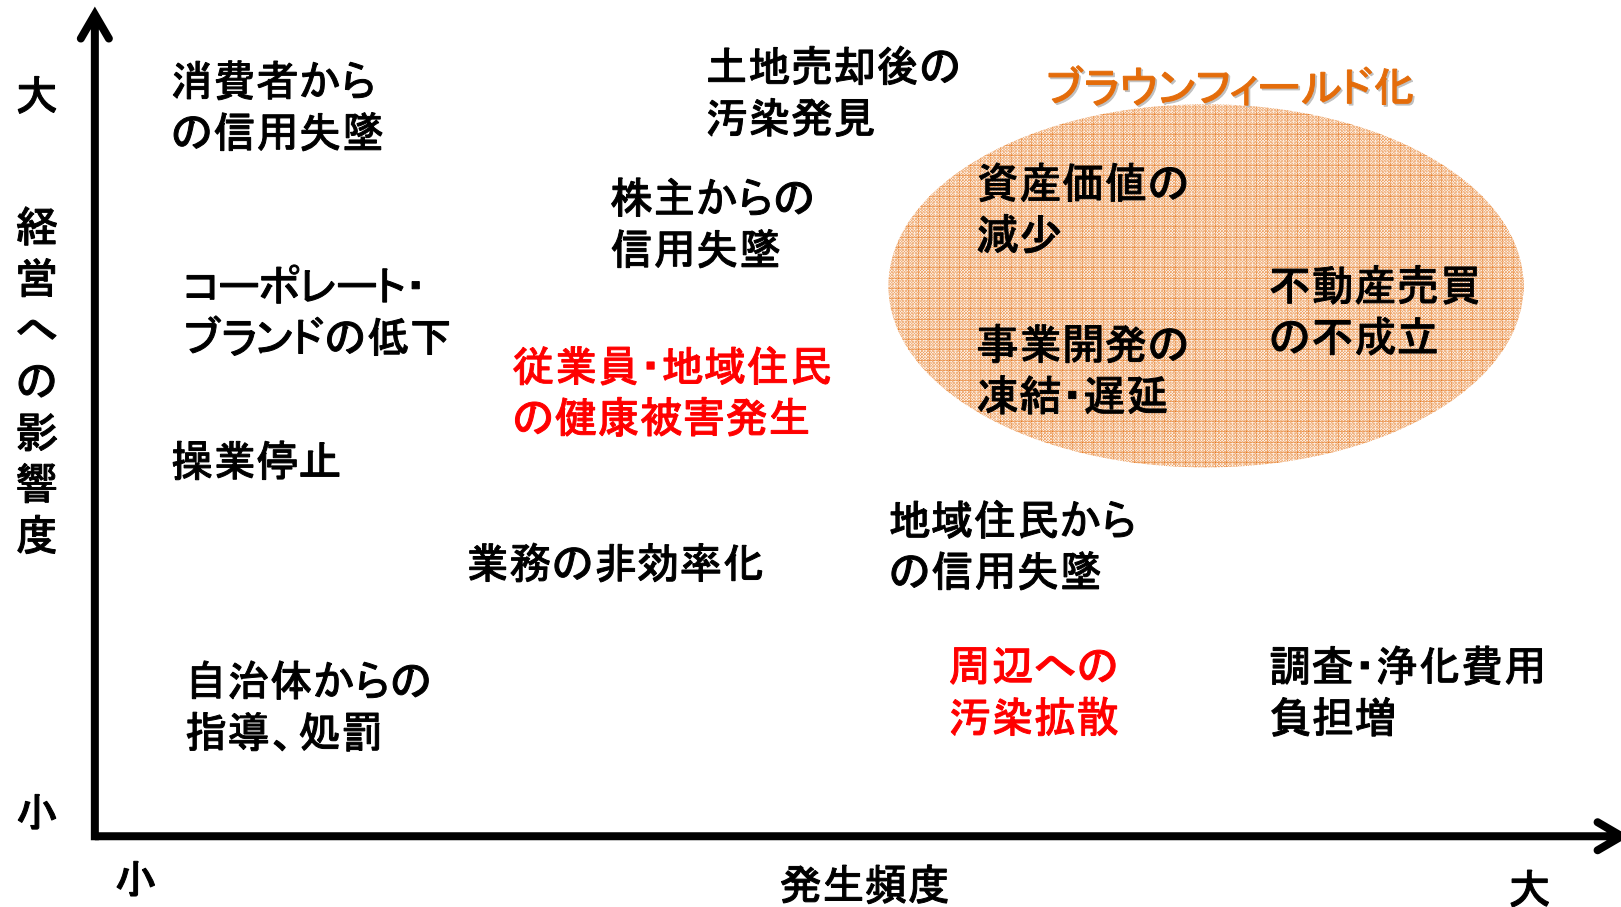 大
経営への影響度
小
消費者から
の信用失墜
土地売却後の
汚染発見
ブラウンフィールド化
株主からの
信用失墜
資産価値の
減少
コーポレート・
ブランドの低下
不動産売買
の不成立
従業員・地域住民
の健康被害発生
事業開発の
凍結・遅延
操業停止
業務の非効率化
地域住民から
の信用失墜
自治体からの
指導、処罰
周辺への
汚染拡散
調査・浄化費用
負担増
小
発生頻度
大